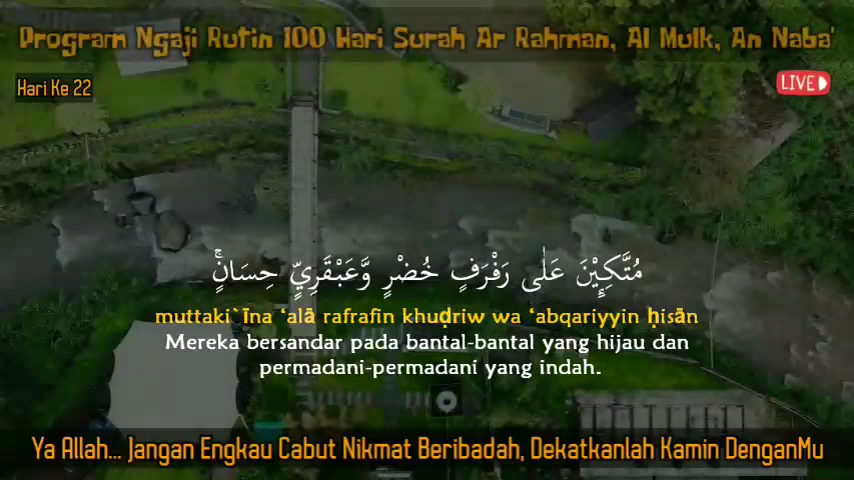 Program Ngaji Rutin 100 Hari Surah Ar Rahman, Al Mulk, An Naba'
Hari Ke 22
LIVE
مُتَّكِـِٕيْنَ عَلٰى رَفْرَفٍ خُضْرٍ وَّعَبْقَرِيٍّ حِسَانٍۚ
muttaki`īna ‘alā rafrafin khuḍriw wa ‘abqariyyin ḥisān
Mereka bersandar pada bantal-bantal yang hijau dan
permadani-permadani yang indah.
Ya Allah... Jangan Engkau Cabut Nikmat Beribadah, Dekatkanlah Kamin DenganMu